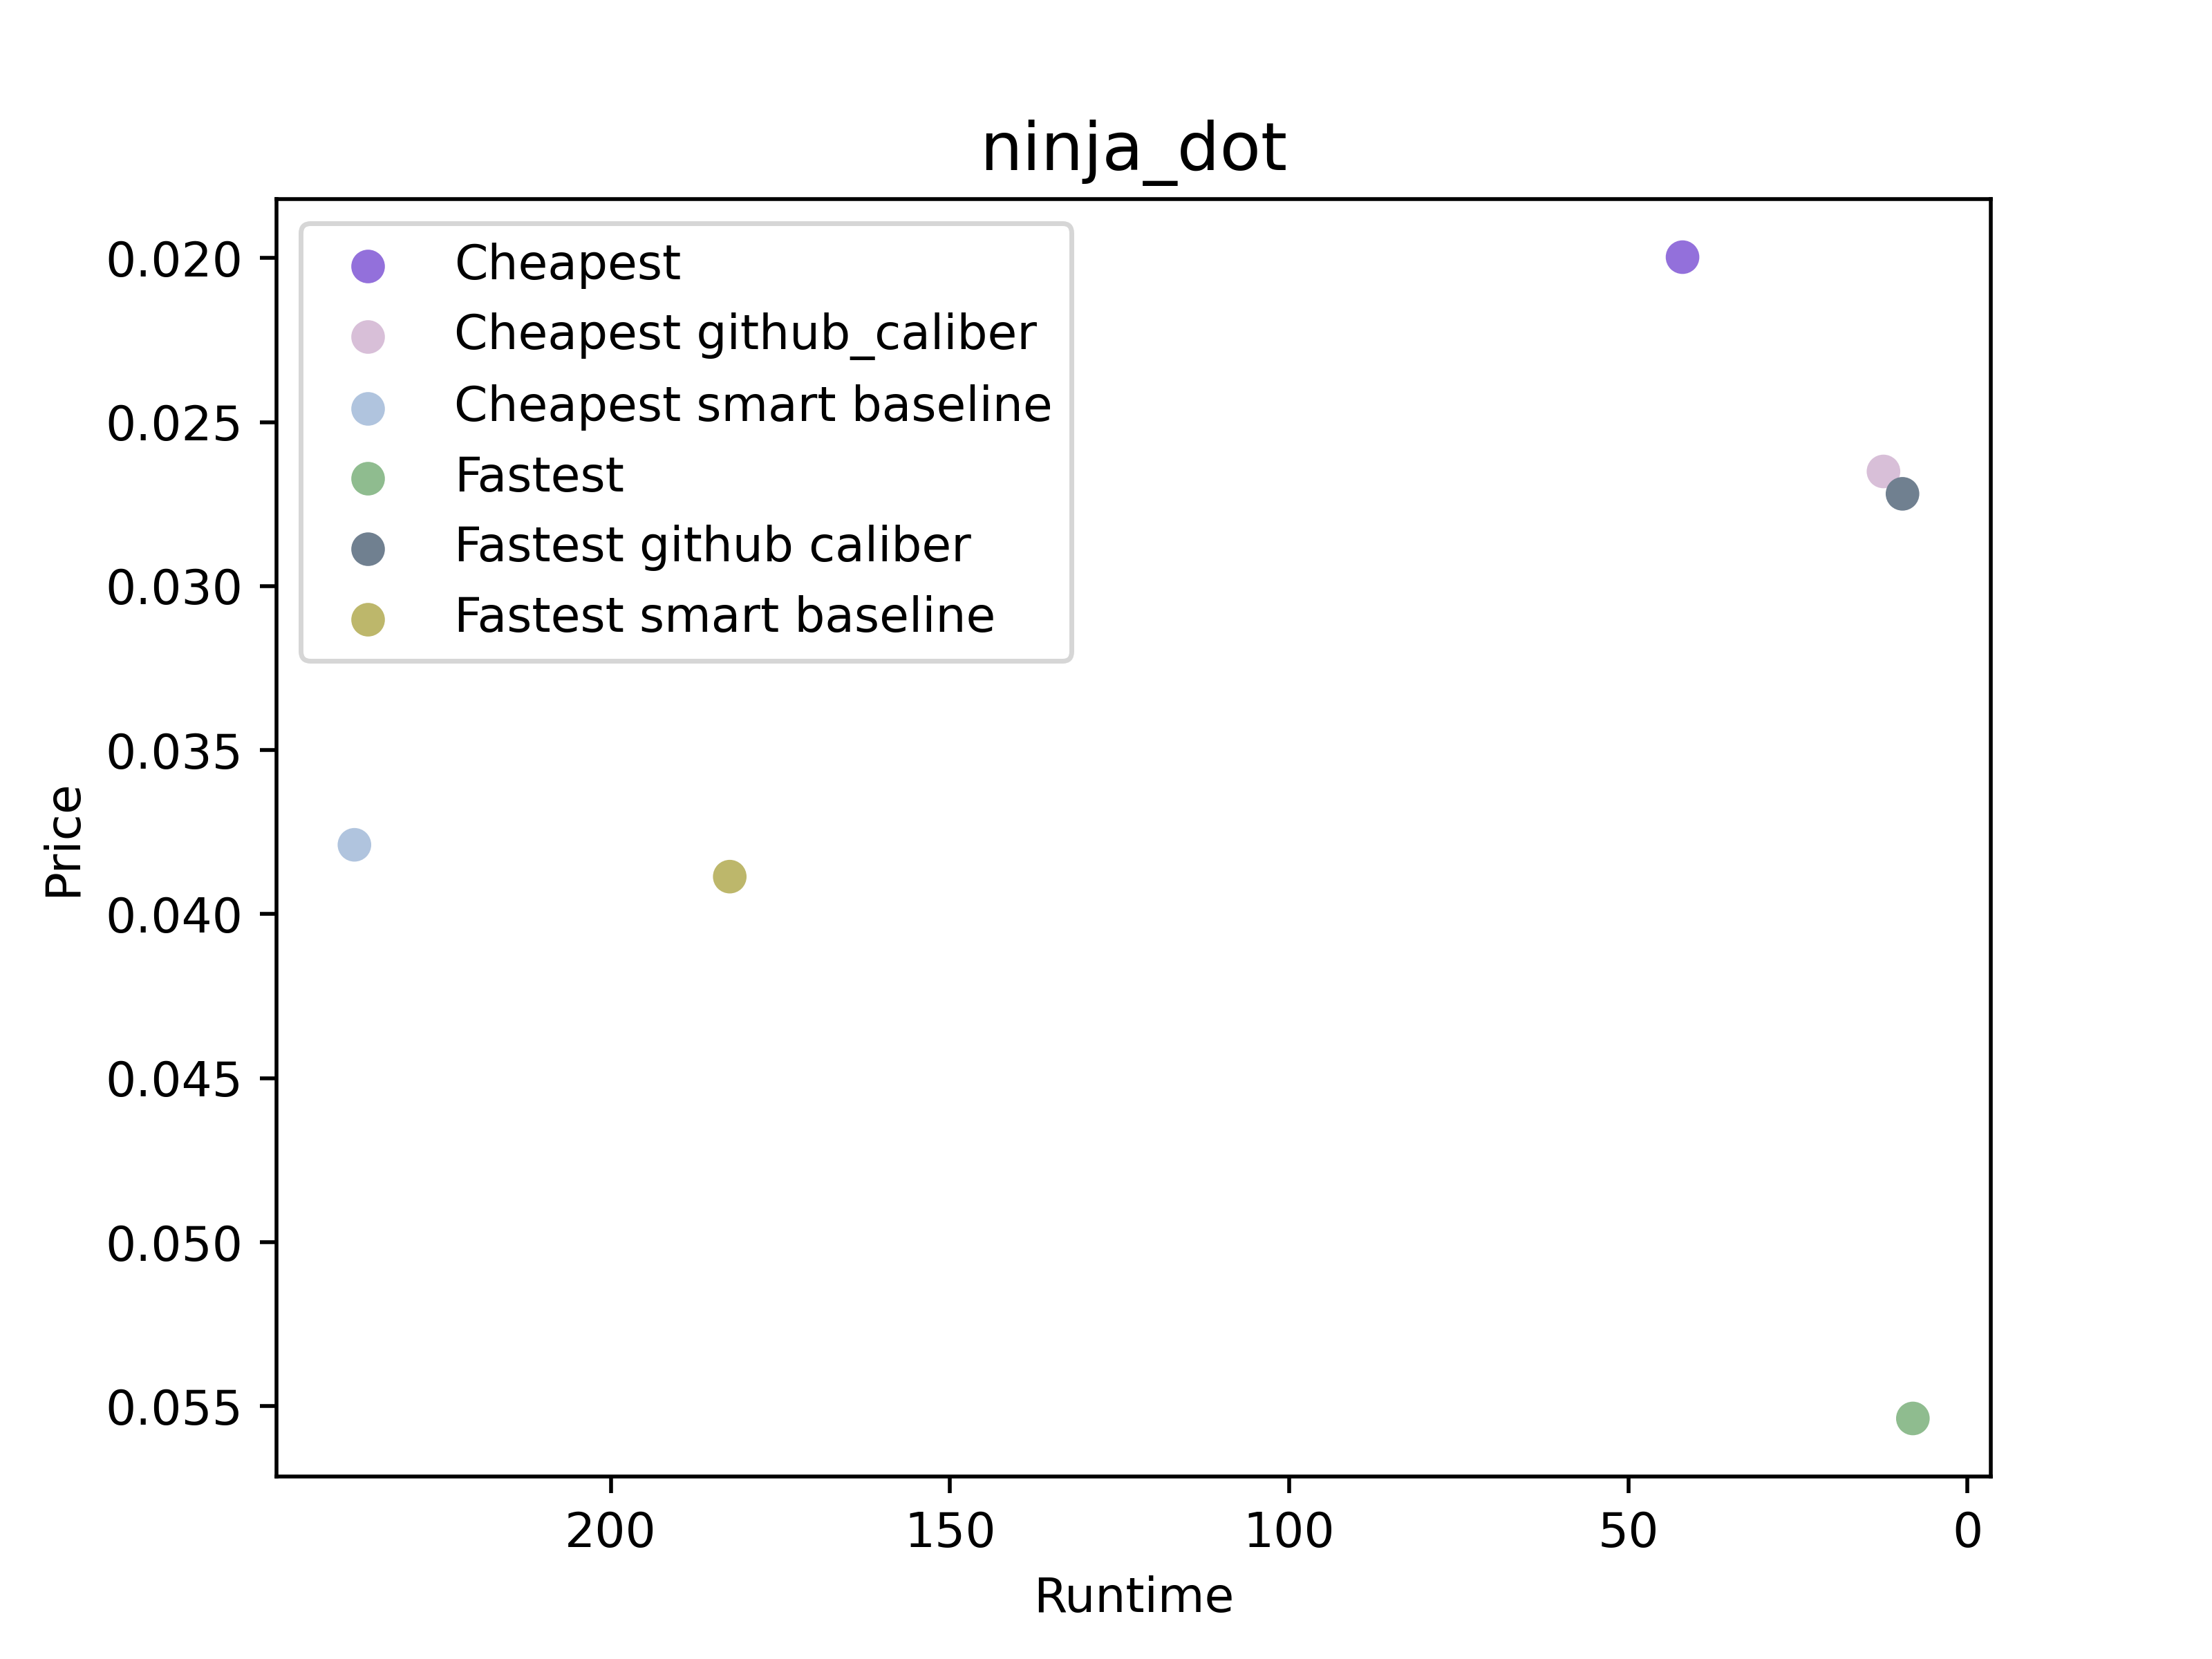 ninja_dot
Cheapest
Cheapest github_caliber
Cheapest smart baseline
Fastest
Fastest github caliber
Fastest smart baseline
0.020
0.025
0.030
0.035
0.040
0.045
0.050
0.055
Price
200 150 100 50 0
Runtime